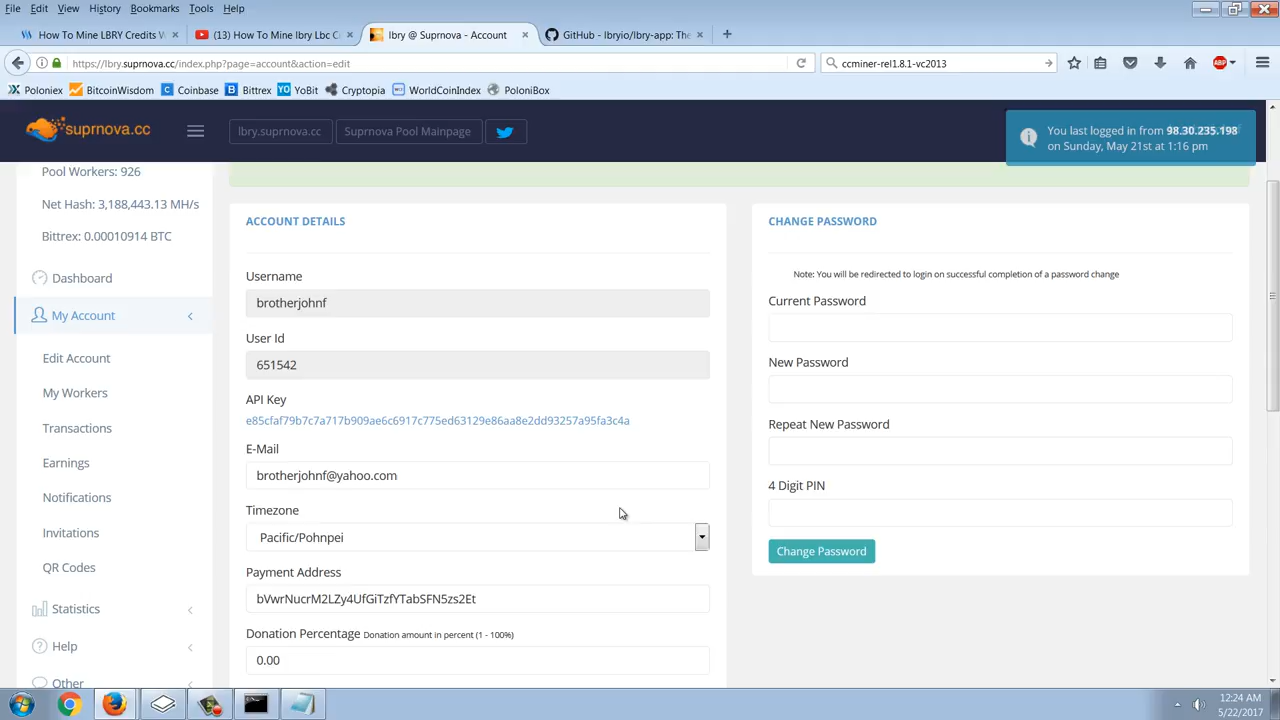 File Edit View History Bookmarks Tools Help
How To Mine LBRY Credits W
(13) How To Mine lbry Lbc C
lbry @ Suprnova - Account
GitHub - lbryio/lbry-app: The
https://lbry.suprnova.cc/index.php?page=account&action=edit
ccminer-rel1.8.1-vc2013
Poloniex BitcoinWisdom Coinbase Bittrex YoBit Cryptopia WorldCoinIndex PoloniBox
suprnova.cc
lbry.suprnova.cc
Suprnova Pool Mainpage
You last logged in from 98.30.235.198
on Sunday, May 21st at 1:16 pm
Pool Workers: 926
Net Hash: 3,188,443.13 MH/s
Bittrex: 0.00010914 BTC
Dashboard
My Account
Edit Account
My Workers
Transactions
Earnings
Notifications
Invitations
QR Codes
Statistics
Help
Other
ACCOUNT DETAILS
Username
brotherjohnf
User Id
651542
API Key
e85cfaf79b7c7a717b909ae6c6917c775ed63129e86aa8e2dd93257a95fa3c4a
E-Mail
brotherjohnf@yahoo.com
Timezone
Pacific/Pohnpei
Payment Address
bVwrNucrM2LZy4UfGiTzfYTabSFN5zs2Et
Donation Percentage Donation amount in percent (1 - 100%)
0.00
CHANGE PASSWORD
Note: You will be redirected to login on successful completion of a password change
Current Password
New Password
Repeat New Password
4 Digit PIN
Change Password
12:24 AM
5/22/2017